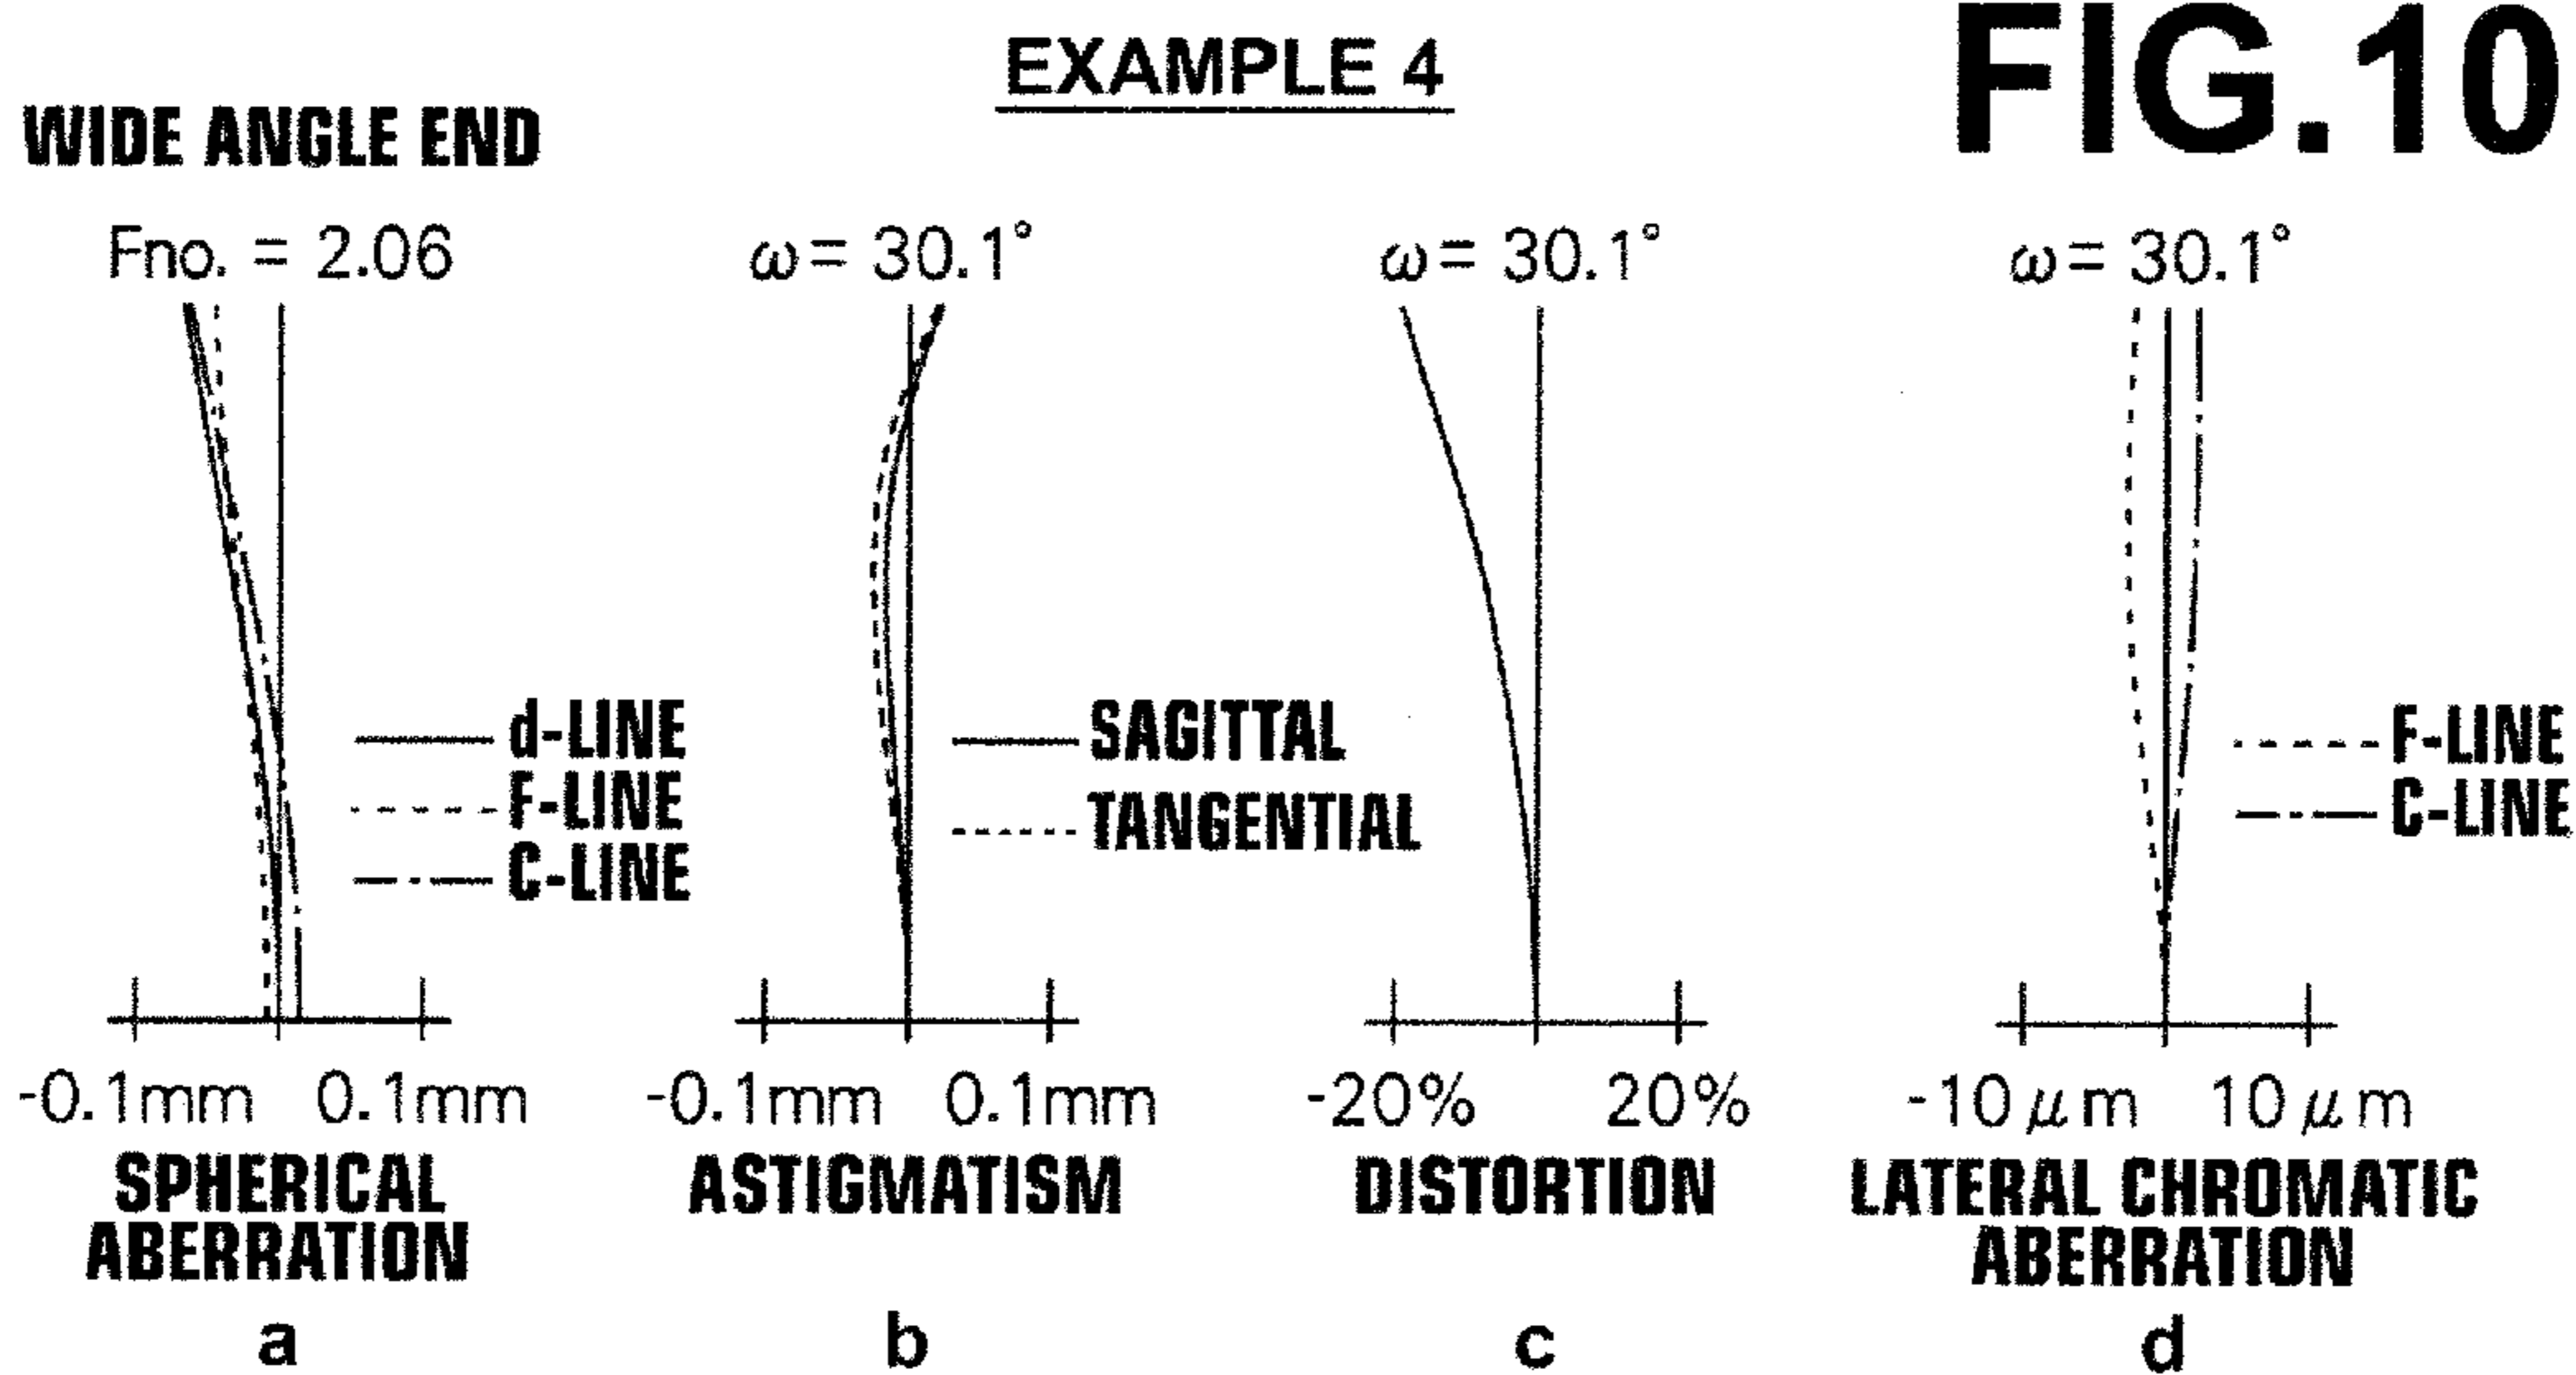 EXAMPLE 4
FIG.10
WIDE ANGLE END
Fno. = 2.06
ω= 30.1°
ω= 30.1°
ω= 30.1°
d-LINE
F-LINE
C-LINE
SAGITTAL
TANGENTIAL
F-LINE
C-LINE
-0.1mm 0.1mm
-0.1mm 0.1mm
-20% 20%
-10μm 10μm
SPHERICAL
ABERRATION
ASTIGMATISM
DISTORTION
LATERAL CHROMATIC
ABERRATION
a
b
c
d